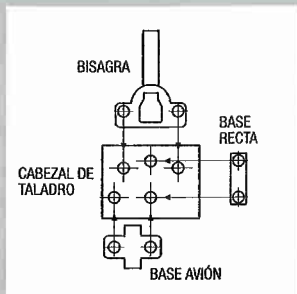 BISAGRA
BASE
RECTA
CABEZAL DE
TALADRO
BASE AVIÓN